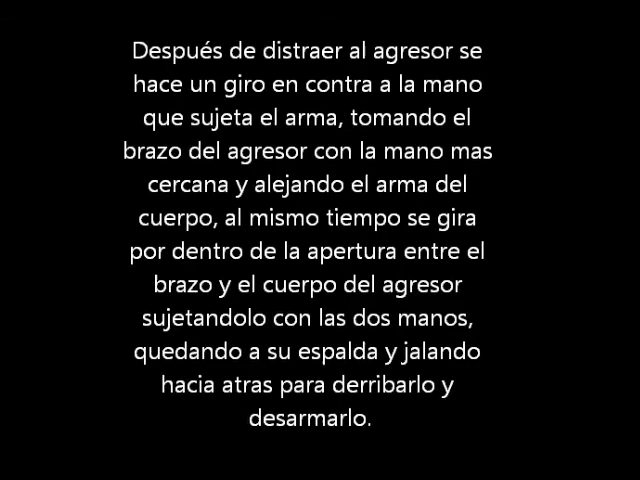 Después de distraer al agresor se
hace un giro en contra a la mano
que sujeta el arma, tomando el
brazo del agresor con la mano mas
cercana y alejando el arma del
cuerpo, al mismo tiempo se gira
por dentro de la apertura entre el
brazo y el cuerpo del agresor
sujetandolo con las dos manos,
quedando a su espalda y jalando
hacia atras para derribarlo y
desarmarlo.